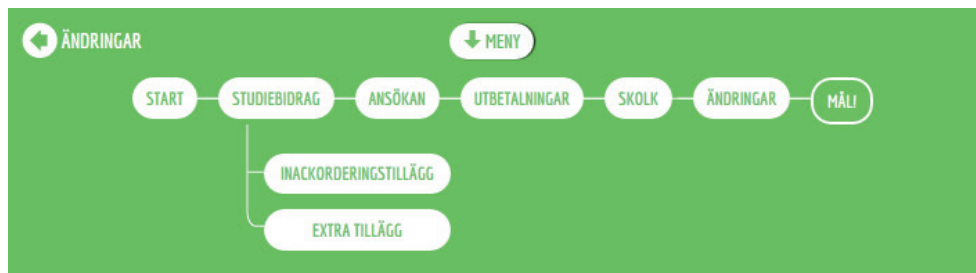 ÄNDRINGAR
MENY
START STUDIEBIDRAG ANSÖKAN UTBETALNINGAR SKOLK ÄNDRINGAR MÅL!
INACKORDERINGSTILLÄGG
EXTRA TILLÄGG